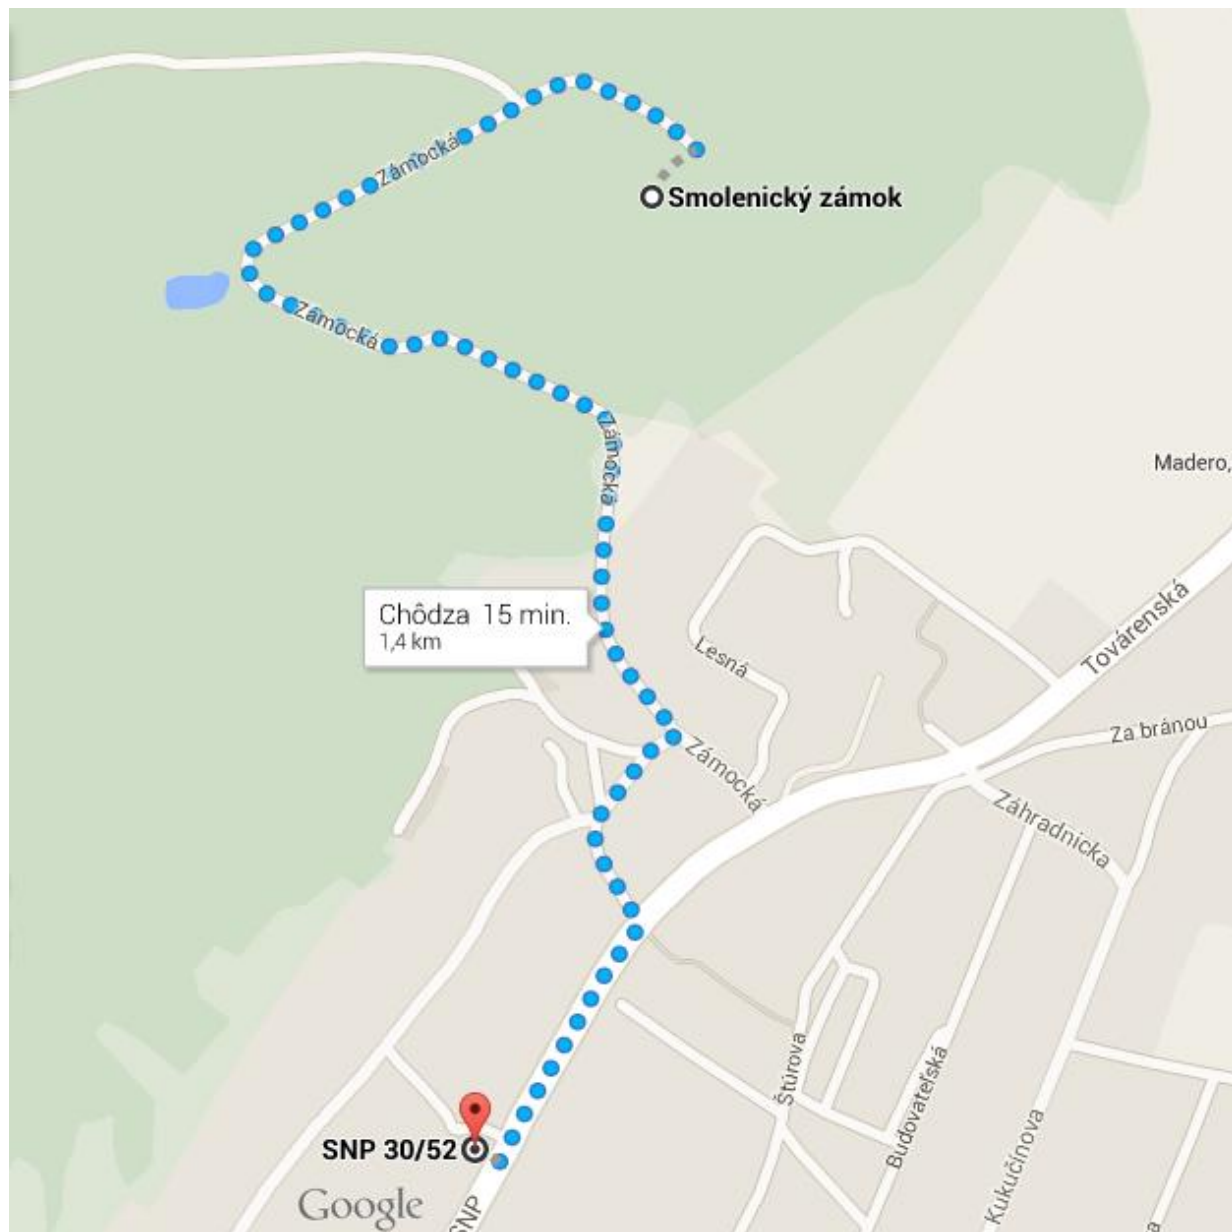 Zámocká
Smolenický zámok
Zámocká
Zámocká
Madero,
Chôdza 15 min.
1,4 km
Továrenská
Lesná
Za bránou
Zámocká
Záhradnícka
Štúrova
Budovateľská
SNP 30/52
Kukučínova
Google
SNP
a